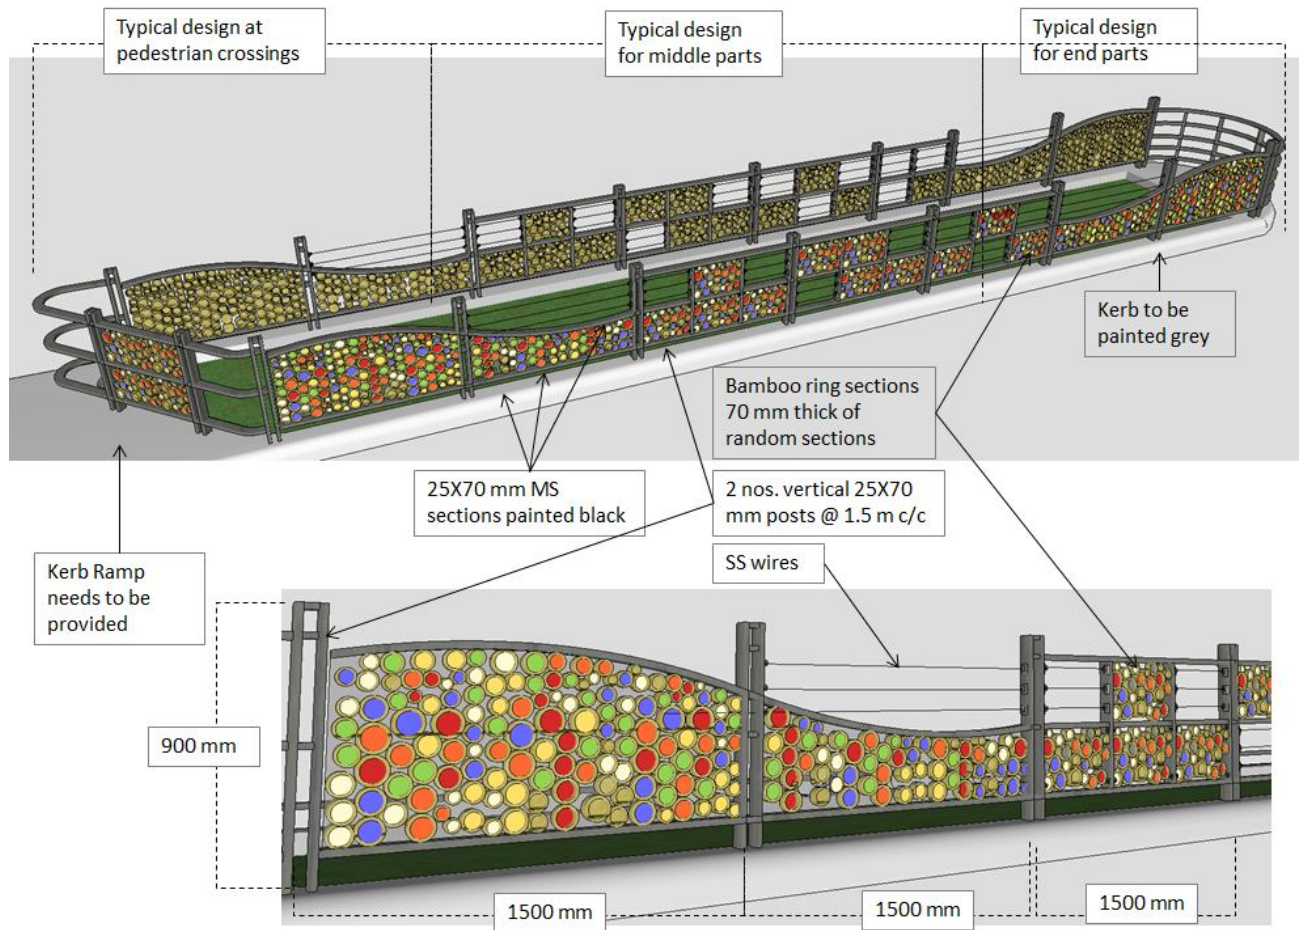 Typical design at
pedestrian crossings
Typical design
for middle parts
Typical design
for end parts
Kerb to be
painted grey
Bamboo ring sections
70 mm thick of
random sections
25X70 mm MS
sections painted black
2 nos. vertical 25X70
mm posts @ 1.5 m c/c
SS wires
Kerb Ramp
needs to be
provided
900 mm
1500 mm
1500 mm
1500 mm